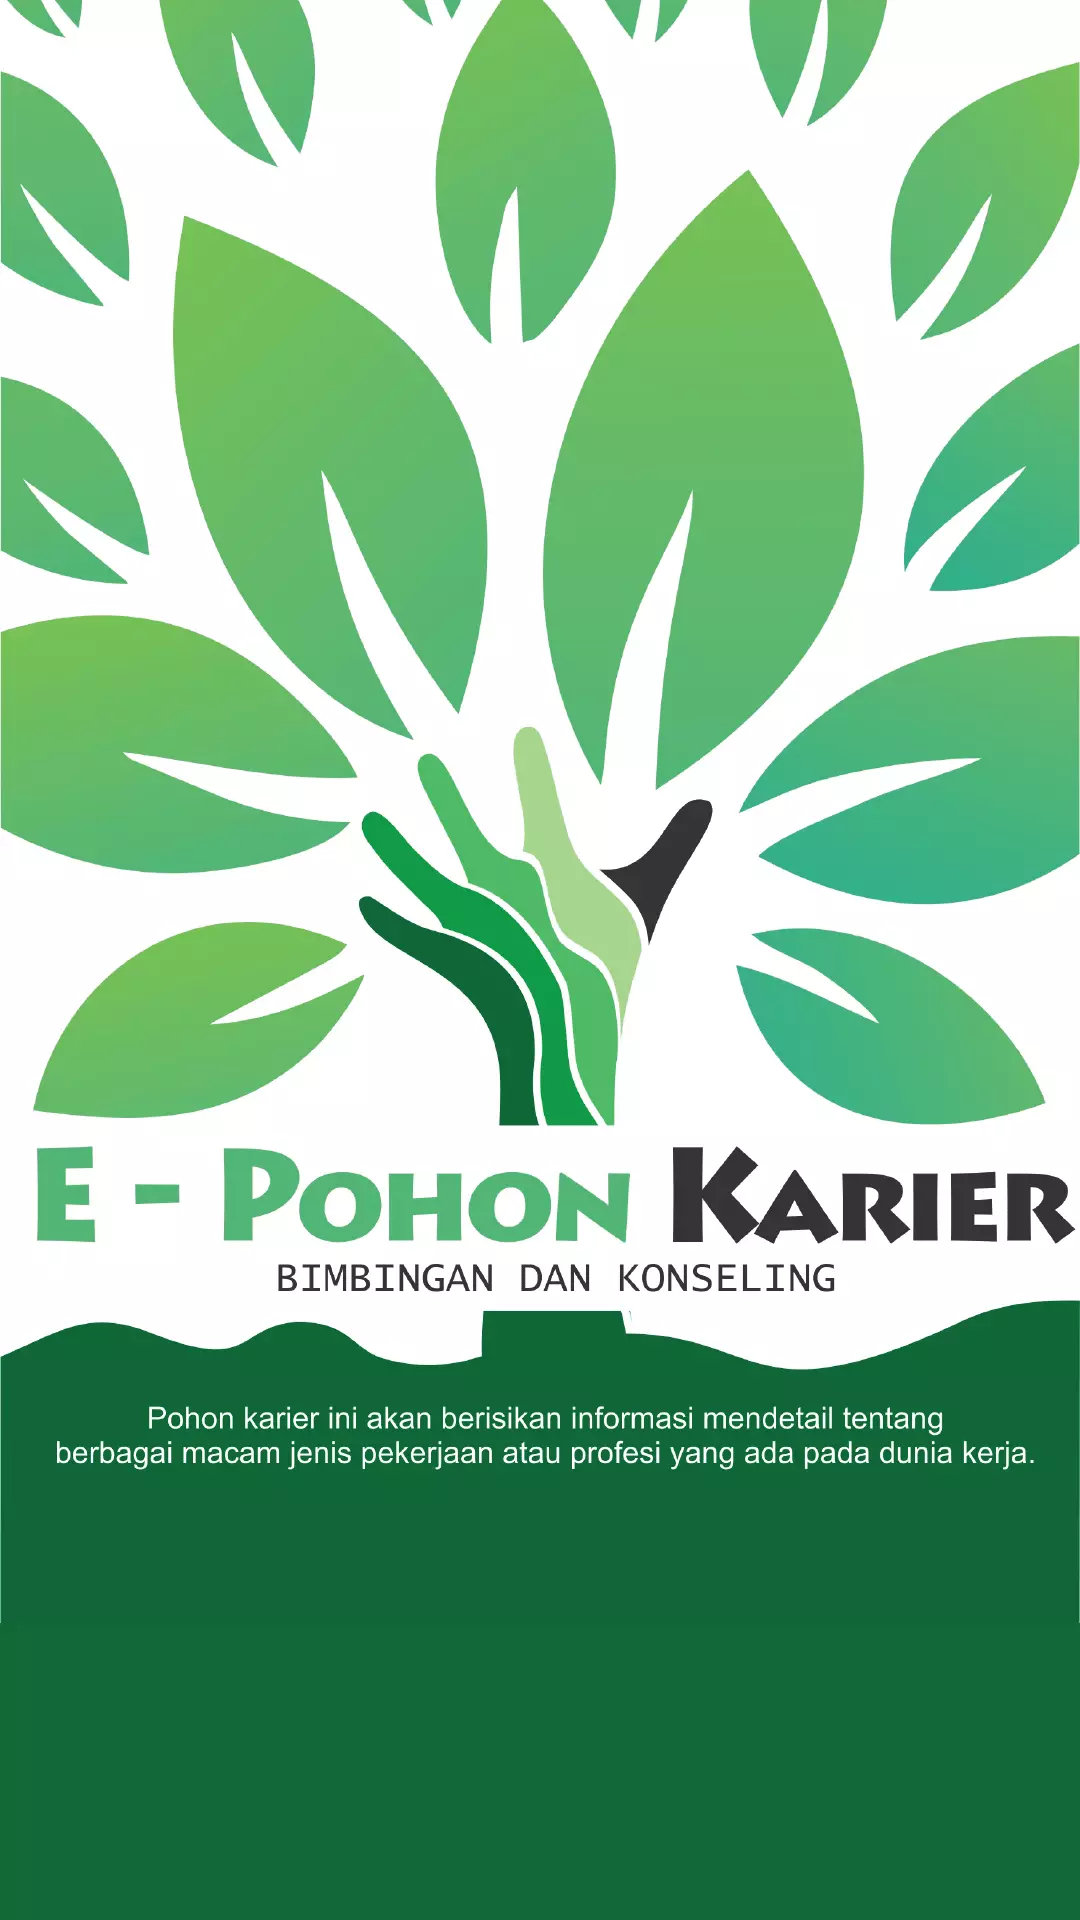 E - POHON KARIER
BIMBINGAN DAN KONSELING
Pohon karier ini akan berisikan informasi mendetail tentang
berbagai macam jenis pekerjaan atau profesi yang ada pada dunia kerja.